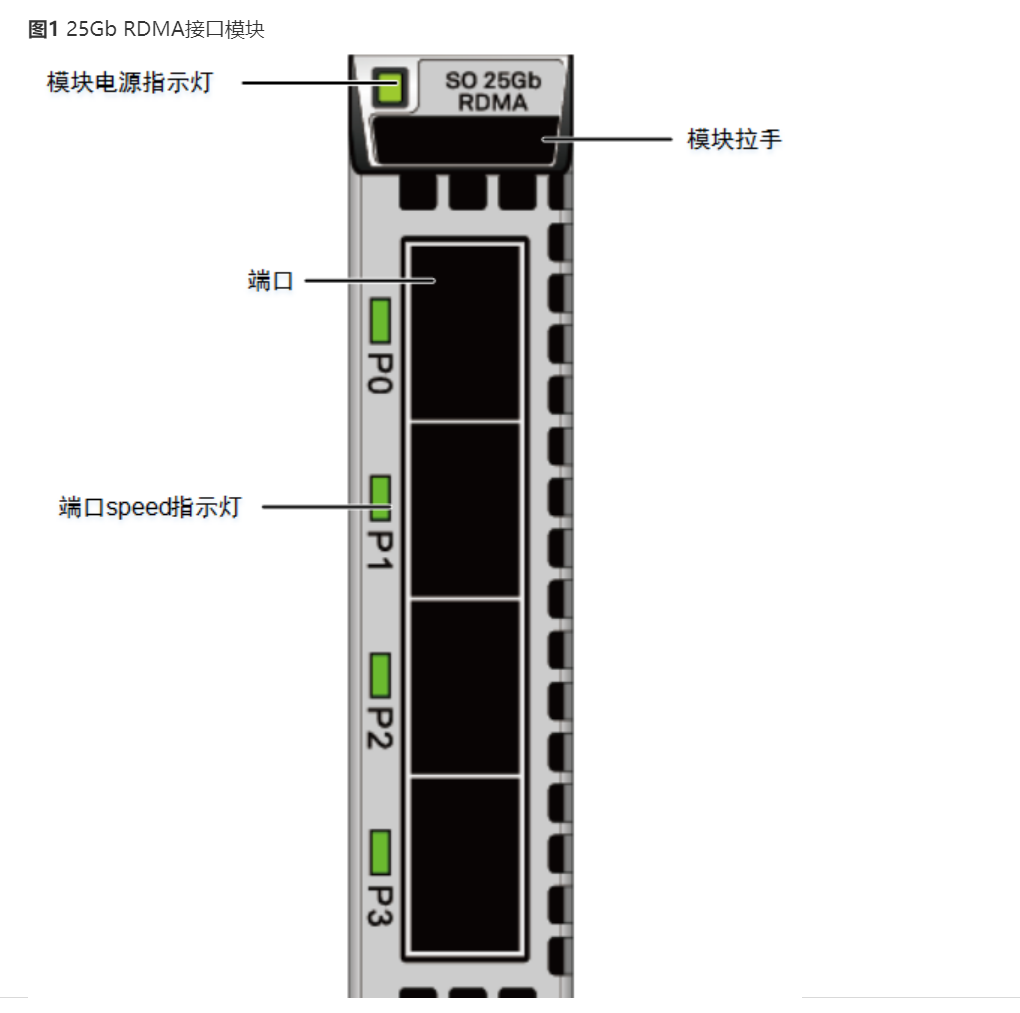 图1 25Gb RDMA接口模块
模块电源指示灯
SO 25Gb
RDMA
模块拉手
端口
P0
端口speed指示灯
P1
P2
P3